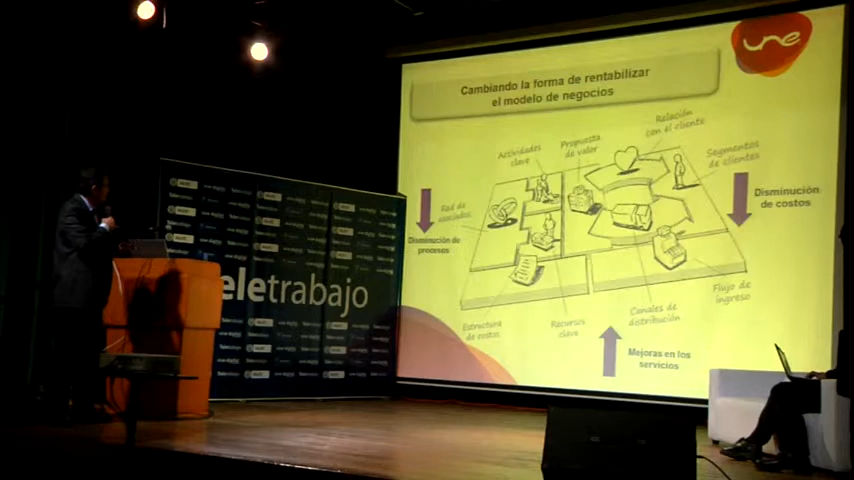 une
Cambiando la forma de rentabilizar
el modelo de negocios
Relación
con el cliente
Propuesta
de valor
Actividades
clave
Segmentos
de clientes
Red de
asociados
Disminución
de costos
Disminución de
procesos
Flujo de
ingreso
Canales de
distribución
Recursos
clave
Estructura
de costos
Mejoras en los
servicios
eletrabajo